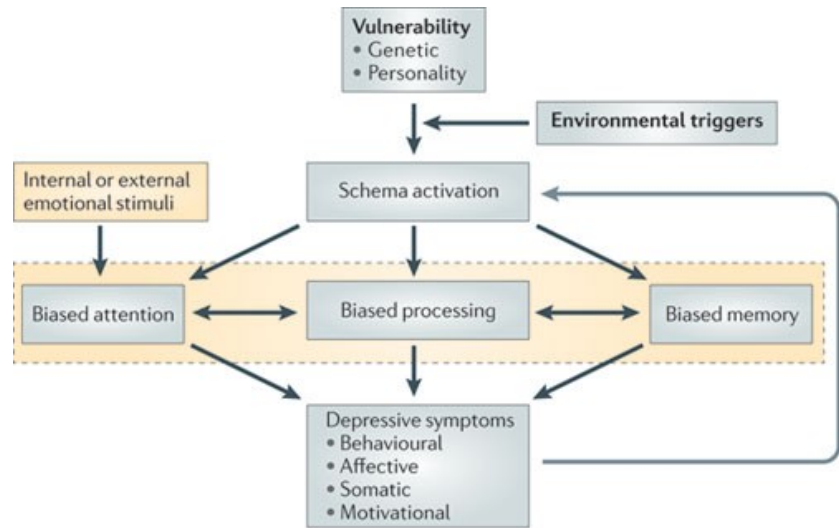 Vulnerability
• Genetic
• Personality
Environmental triggers
Internal or external
emotional stimuli
Schema activation
Biased attention
Biased processing
Biased memory
Depressive symptoms
• Behavioural
• Affective
• Somatic
• Motivational